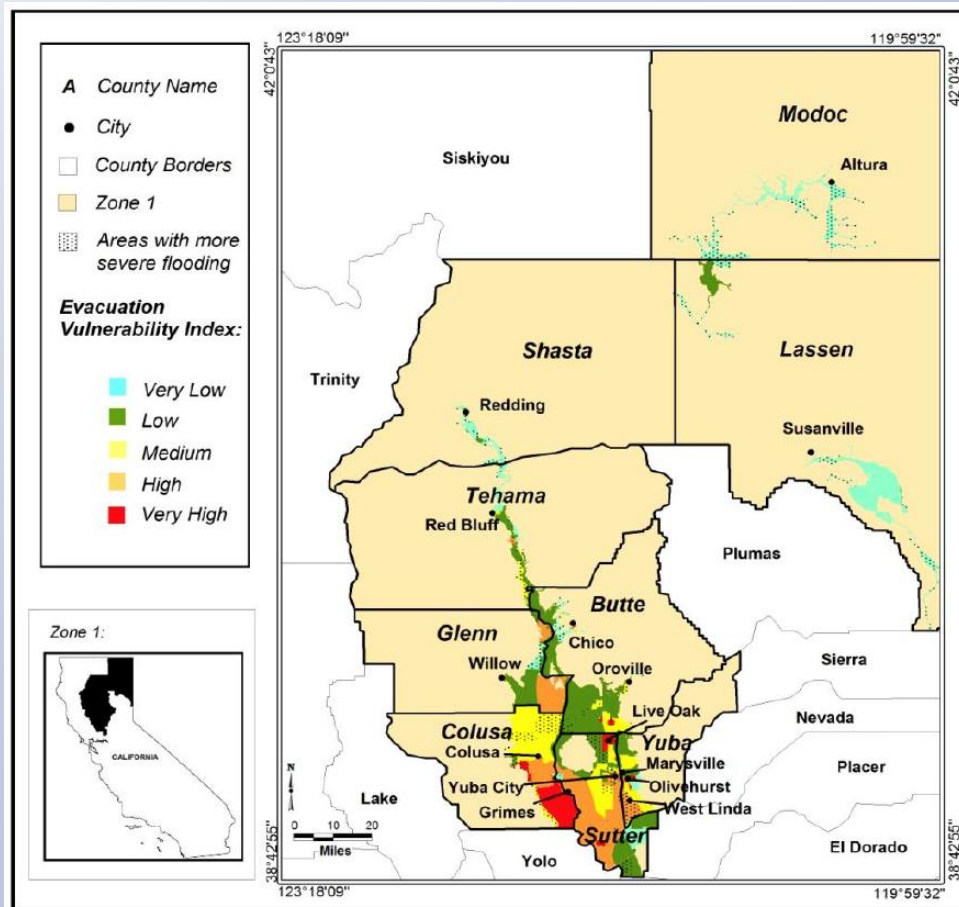 A County Name
City
County Borders
Zone 1
Areas with more
severe flooding
Evacuation
Vulnerability Index:
Very Low
Low
Medium
High
Very High
Zone 1:
CALIFORNIA
123°18'09"
119°59'32"
42°0'43"
42°0'43"
Modoc
Altura
Siskiyou
Shasta
Lassen
Trinity
Redding
Susanville
Tehama
Red Bluff
Plumas
Butte
Glenn
Chico
Willow
Oroville
Sierra
Live Oak
Nevada
Colusa
Yuba
Colusa
Marysville
Placer
Yuba City
Olivehurst
Lake
Grimes
West Linda
N
0 10 20
Miles
Sutter
El Dorado
Yolo
38°42'55"
38°42'55"
123°18'09"
119°59'32"